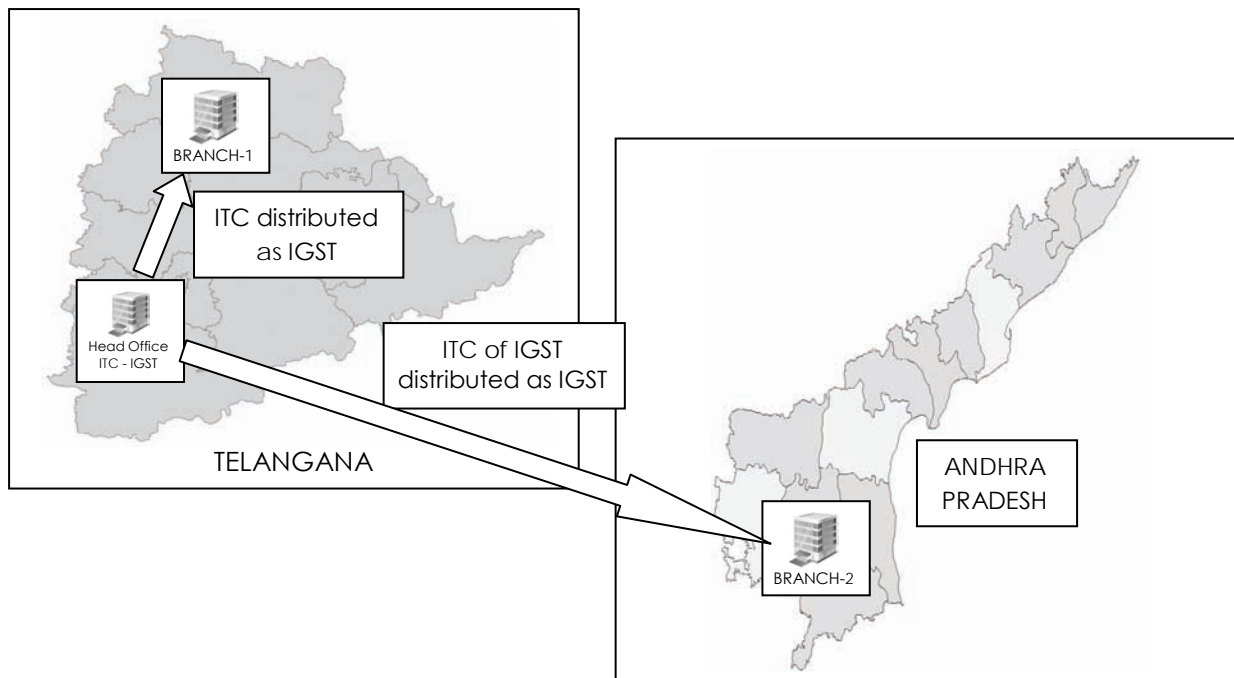 BRANCH-1
ITC distributed
as IGST
Head Office
ITC - IGST
ITC of IGST
distributed as IGST
TELANGANA
ANDHRA
PRADESH
BRANCH-2